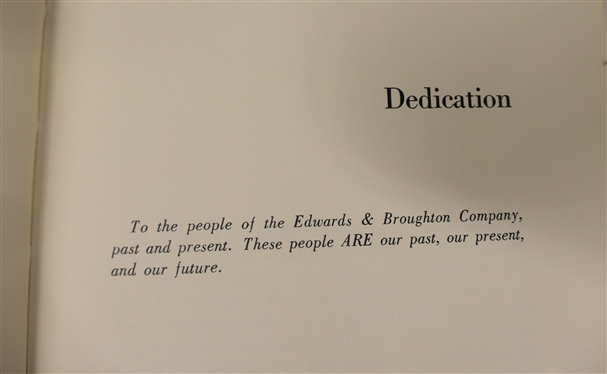 Dedication
To the people of the Edwards & Broughton Company,
past and present. These people ARE our past, our present,
and our future.